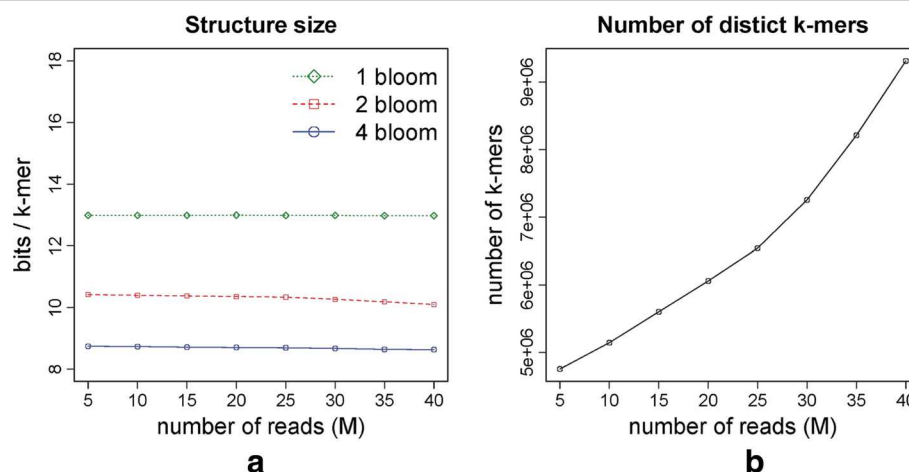 Structure size
18
16
14
12
10
8
bits / k-mer
1 bloom
2 bloom
4 bloom
5 10 15 20 25 30 35 40
number of reads (M)
a
Number of distict k-mers
9e+06
8e+06
7e+06
6e+06
5e+06
number of k-mers
5 10 15 20 25 30 35 40
number of reads (M)
b